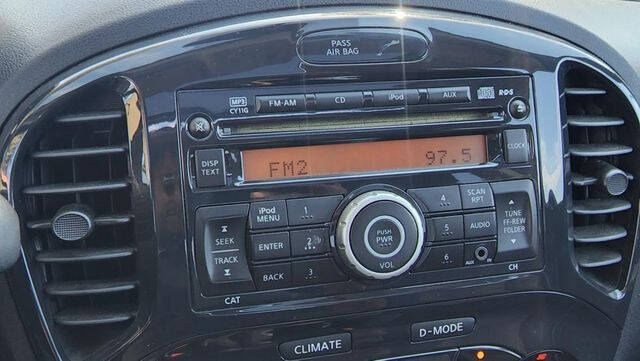 PASS
AIR BAG
MP3
CY11G
FM·AM
CD
iPod
AUX
R·D·S
DISP
TEXT
FM2
97.5
CLOCK
iPod
MENU
1
4
SCAN
RPT
SEEK
TRACK
ENTER
2
PUSH
PWR
VOL
5
AUDIO
TUNE
FF·REW
FOLDER
BACK
3
6
AUX
CAT
CH
CLIMATE
D-MODE